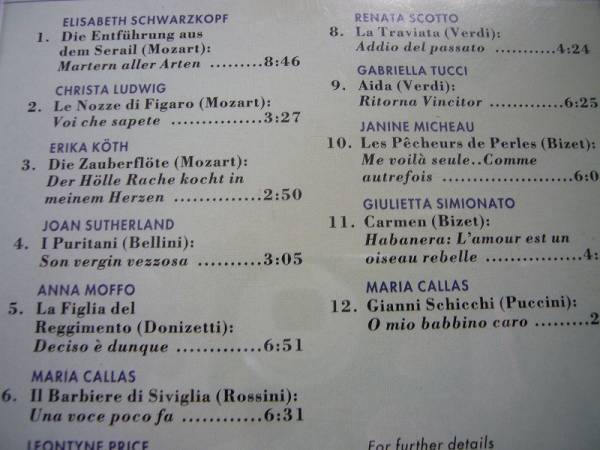 ELISABETH SCHWARZKOPF
1. Die Entführung aus
dem Serail (Mozart):
Martern aller Arten .........8:46
CHRISTA LUDWIG
2. Le Nozze di Figaro (Mozart):
Voi che sapete ...............3:27
ERIKA KÖTH
3. Die Zauberflöte (Mozart):
Der Hölle Rache kocht in
meinem Herzen ............2:50
JOAN SUTHERLAND
4. I Puritani (Bellini):
Son vergin vezzosa ..........3:05
ANNA MOFFO
5. La Figlia del
Reggimento (Donizetti):
Deciso è dunque ..............6:51
MARIA CALLAS
6. Il Barbiere di Siviglia (Rossini):
Una voce poco fa .............6:31
LEONTYNE PRICE
RENATA SCOTTO
8. La Traviata (Verdi):
Addio del passato ..........4:24
GABRIELLA TUCCI
9. Aida (Verdi):
Ritorna Vincitor ...........6:25
JANINE MICHEAU
10. Les Pêcheurs de Perles (Bizet):
Me voilà seule..Comme
autrefois ....................6:0
GIULIETTA SIMIONATO
11. Carmen (Bizet):
Habanera: L'amour est un
oiseau rebelle ...............4:
MARIA CALLAS
12. Gianni Schicchi (Puccini):
O mio babbino caro .........2
For further details